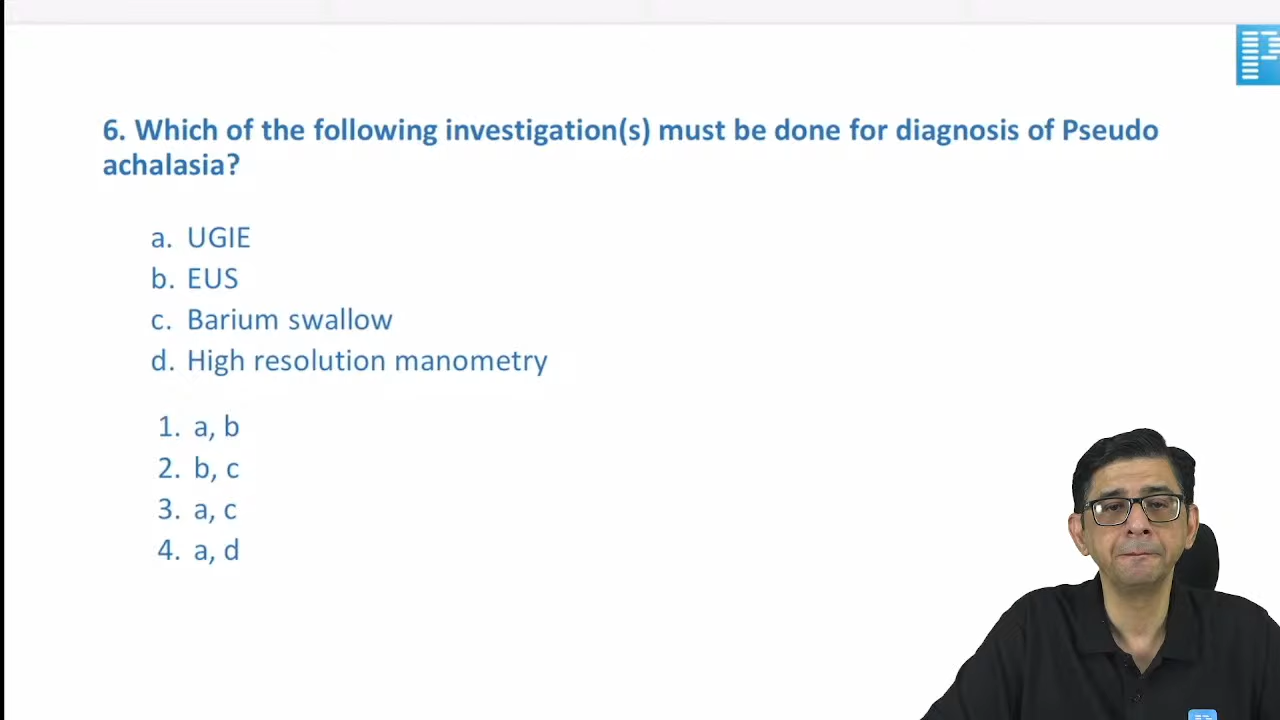 6. Which of the following investigation(s) must be done for diagnosis of Pseudo
achalasia?
a. UGIE
b. EUS
c. Barium swallow
d. High resolution manometry
1. a, b
2. b, c
3. a, c
4. a, d